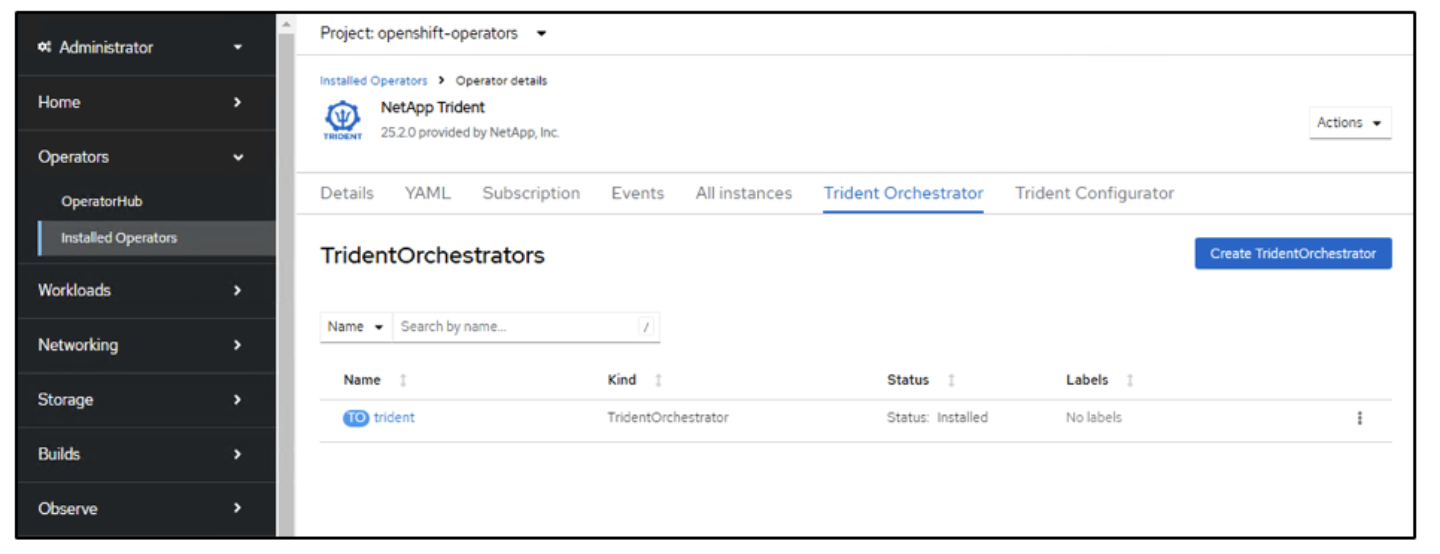 Administrator
Home
Operators
OperatorHub
Installed Operators
Workloads
Networking
Storage
Builds
Observe
Project: openshift-operators
Installed Operators > Operator details
TRIDENT
NetApp Trident
25.2.0 provided by NetApp, Inc.
Actions
Details YAML Subscription Events All instances Trident Orchestrator Trident Configurator
TridentOrchestrators
Create TridentOrchestrator
Name Search by name... /
Name Kind Status Labels
TO trident TridentOrchestrator Status: Installed No labels